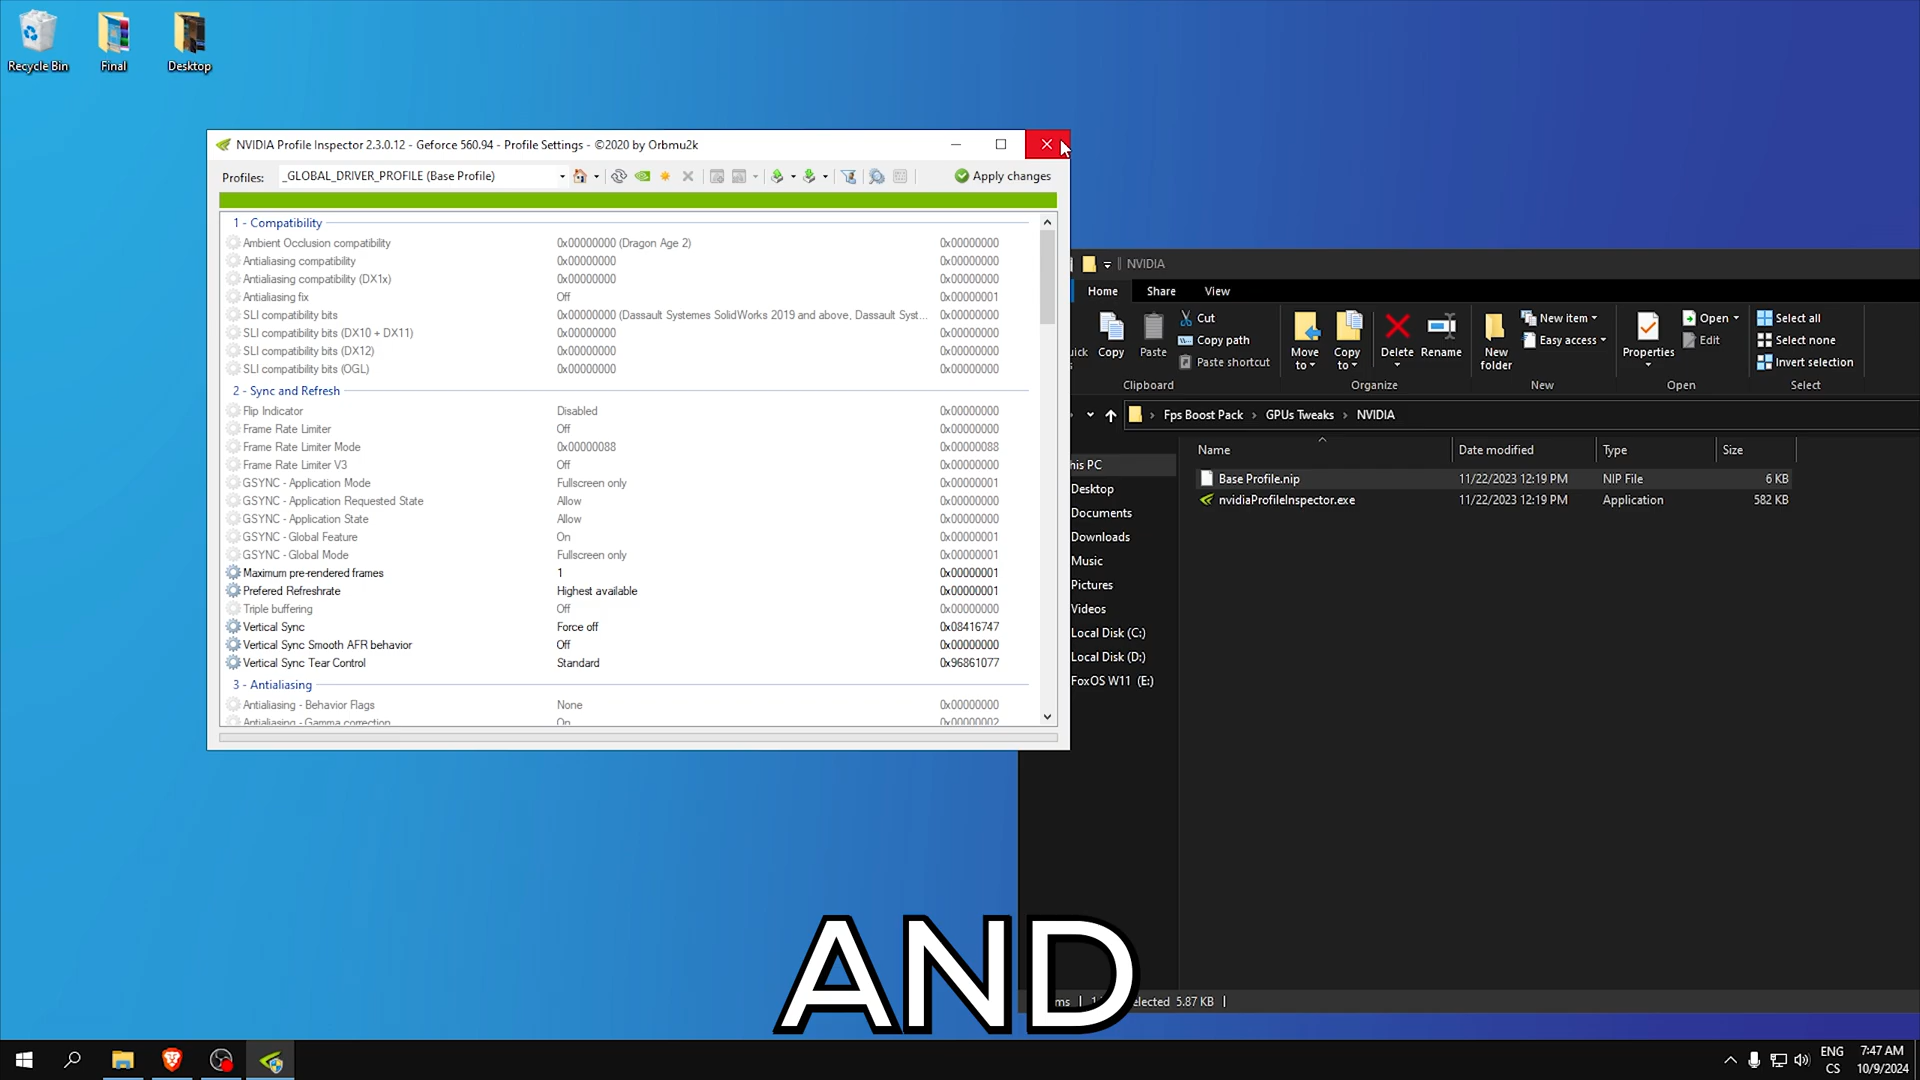 Recycle Bin
Final
Desktop
NVIDIA Profile Inspector 2.3.0.12 - Geforce 560.94 - Profile Settings - ©2020 by Orbmu2k
Profiles: _GLOBAL_DRIVER_PROFILE (Base Profile) Apply changes
1 - Compatibility
Ambient Occlusion compatibility 0x00000000 (Dragon Age 2) 0x00000000
Antialiasing compatibility 0x00000000 0x00000000
Antialiasing compatibility (DX1x) 0x00000000 0x00000000
Antialiasing fix Off 0x00000001
SLI compatibility bits 0x00000000 (Dassault Systemes SolidWorks 2019 and above, Dassault Syst... 0x00000000
SLI compatibility bits (DX10 + DX11) 0x00000000 0x00000000
SLI compatibility bits (DX12) 0x00000000 0x00000000
SLI compatibility bits (OGL) 0x00000000 0x00000000
2 - Sync and Refresh
Flip Indicator Disabled 0x00000000
Frame Rate Limiter Off 0x00000000
Frame Rate Limiter Mode 0x00000088 0x00000088
Frame Rate Limiter V3 Off 0x00000000
GSYNC - Application Mode Fullscreen only 0x00000001
GSYNC - Application Requested State Allow 0x00000000
GSYNC - Application State Allow 0x00000000
GSYNC - Global Feature On 0x00000001
GSYNC - Global Mode Fullscreen only 0x00000001
Maximum pre-rendered frames 1 0x00000001
Prefered Refreshrate Highest available 0x00000001
Triple buffering Off 0x00000000
Vertical Sync Force off 0x08416747
Vertical Sync Smooth AFR behavior Off 0x00000000
Vertical Sync Tear Control Standard 0x96861077
3 - Antialiasing
Antialiasing - Behavior Flags None 0x00000000
Antialiasing - Gamma correction On 0x00000002
NVIDIA
Home Share View
uick
Copy
Paste
Cut
Copy path
Paste shortcut
Clipboard
Move to
Copy to
Delete
Rename
Organize
New folder
New item
Easy access
New
Properties
Open
Edit
Open
Select all
Select none
Invert selection
Select
Fps Boost Pack > GPUs Tweaks > NVIDIA
Name Date modified Type Size
Base Profile.nip 11/22/2023 12:19 PM NIP File 6 KB
nvidiaProfileInspector.exe 11/22/2023 12:19 PM Application 582 KB
his PC
Desktop
Documents
Downloads
Music
Pictures
Videos
Local Disk (C:)
Local Disk (D:)
FoxOS W11 (E:)
ms 1 elected 5.87 KB
AND
ENG
CS
7:47 AM
10/9/2024